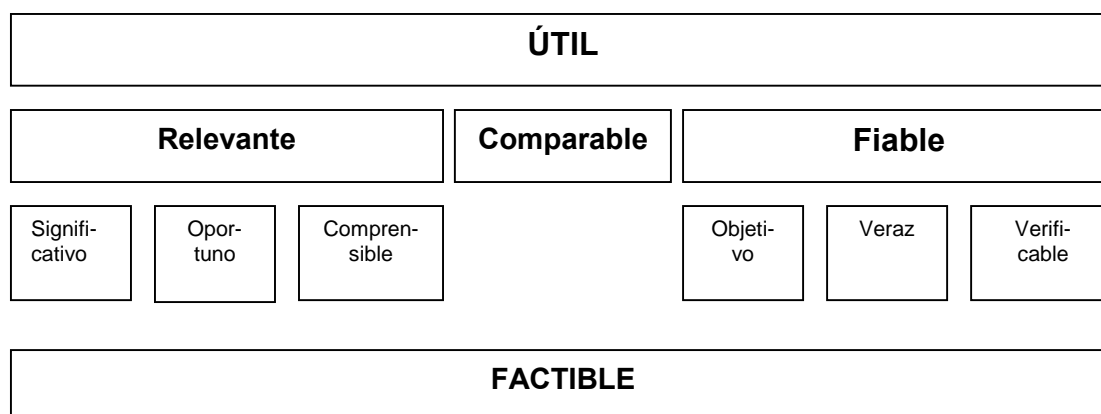 ÚTIL
Relevante
Comparable
Fiable
Signifi-
cativo
Opor-
tuno
Compren-
sible
Objeti-
vo
Veraz
Verifi-
cable
FACTIBLE